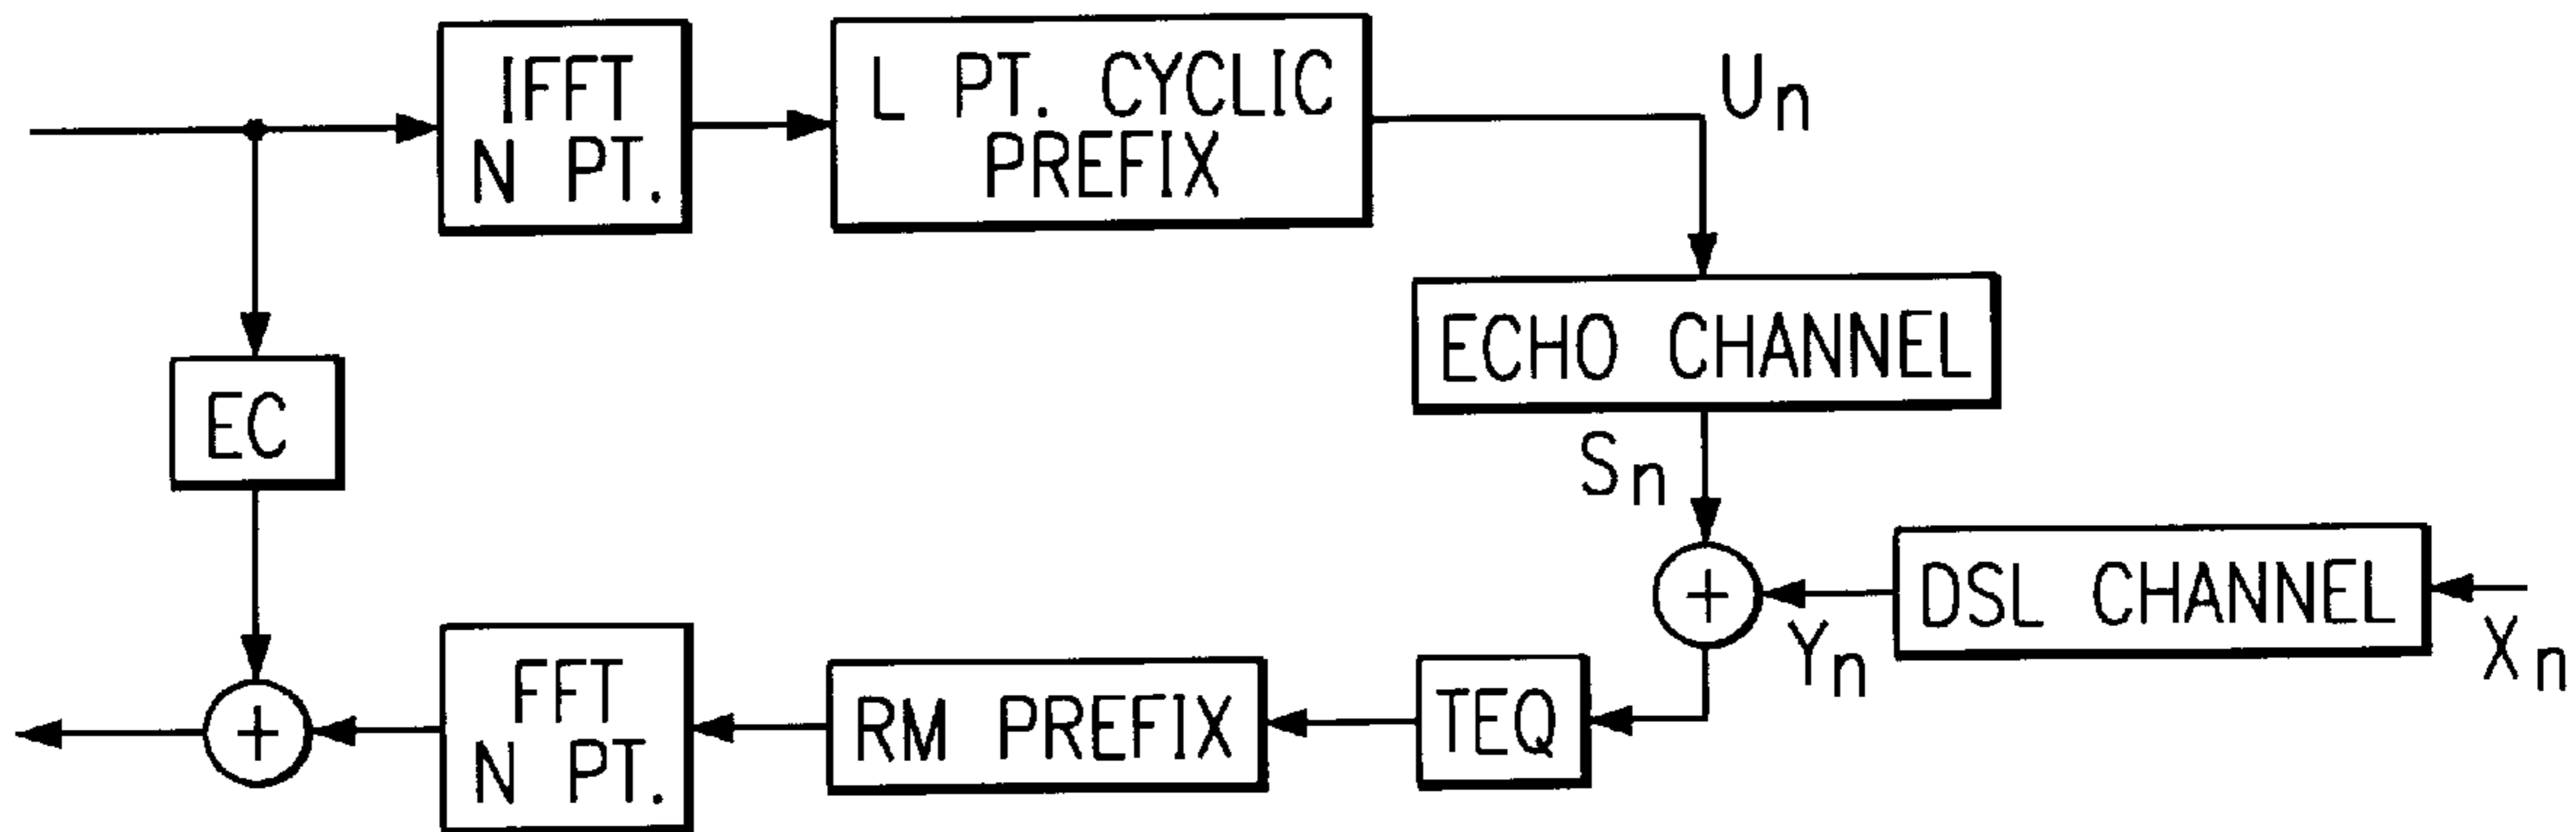 IFFT
N PT.
L PT. CYCLIC
PREFIX
Un
ECHO CHANNEL
EC
Sn
+
DSL CHANNEL
Yn
Xn
FFT
N PT.
RM PREFIX
TEQ
+